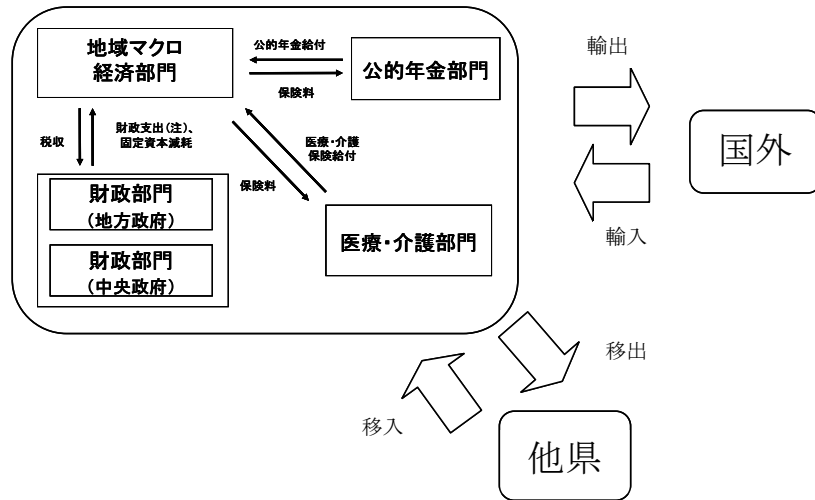 地域マクロ
経済部門
公的年金給付
保険料
公的年金部門
税収
財政支出(注)、
固定資本減耗
医療・介護
保険給付
保険料
財政部門
(地方政府)
財政部門
(中央政府)
医療・介護部門
輸出
国外
輸入
移出
移入
他県